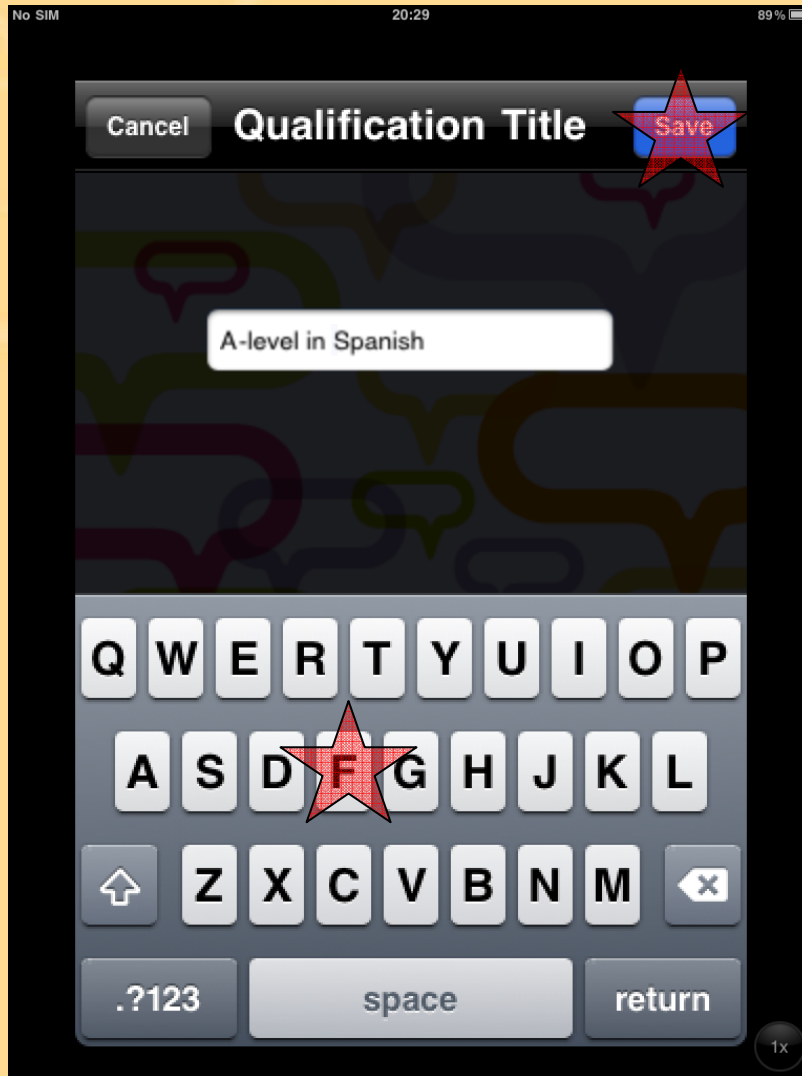 No SIM 20:29 89%
Cancel Qualification Title Save
A-level in Spanish
Q W E R T Y U I O P
A S D F G H J K L
Z X C V B N M
.?123 space return
1x